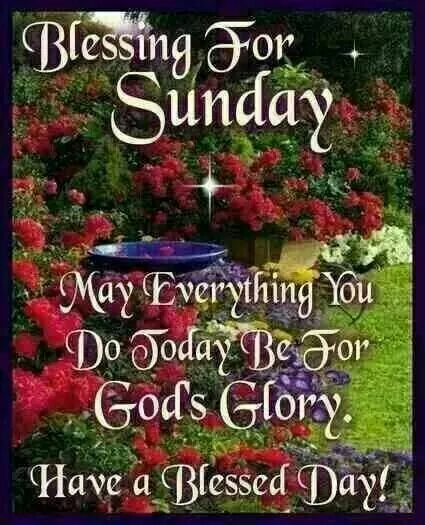 Blessing For
Sunday
May Everything You
Do Today Be For
God's Glory.
Have a Blessed Day!